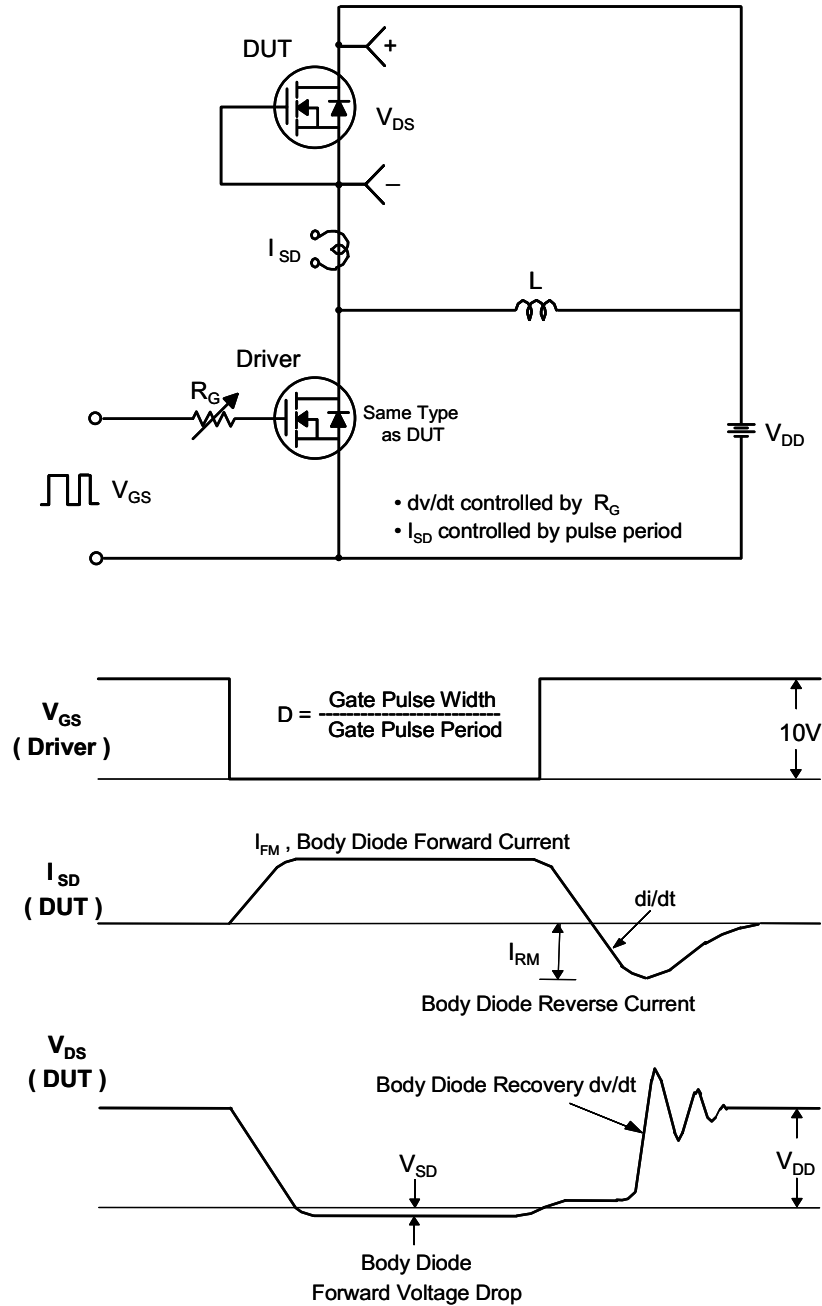 DUT
+
V_DS
–
I_SD
L
Driver
R_G
Same Type
as DUT
V_DD
V_GS
• dv/dt controlled by R_G
• I_SD controlled by pulse period
V_GS
( Driver )
D = Gate Pulse Width
Gate Pulse Period
10V
I_FM , Body Diode Forward Current
I_SD
( DUT )
di/dt
I_RM
Body Diode Reverse Current
V_DS
( DUT )
Body Diode Recovery dv/dt
V_SD
V_DD
Body Diode
Forward Voltage Drop